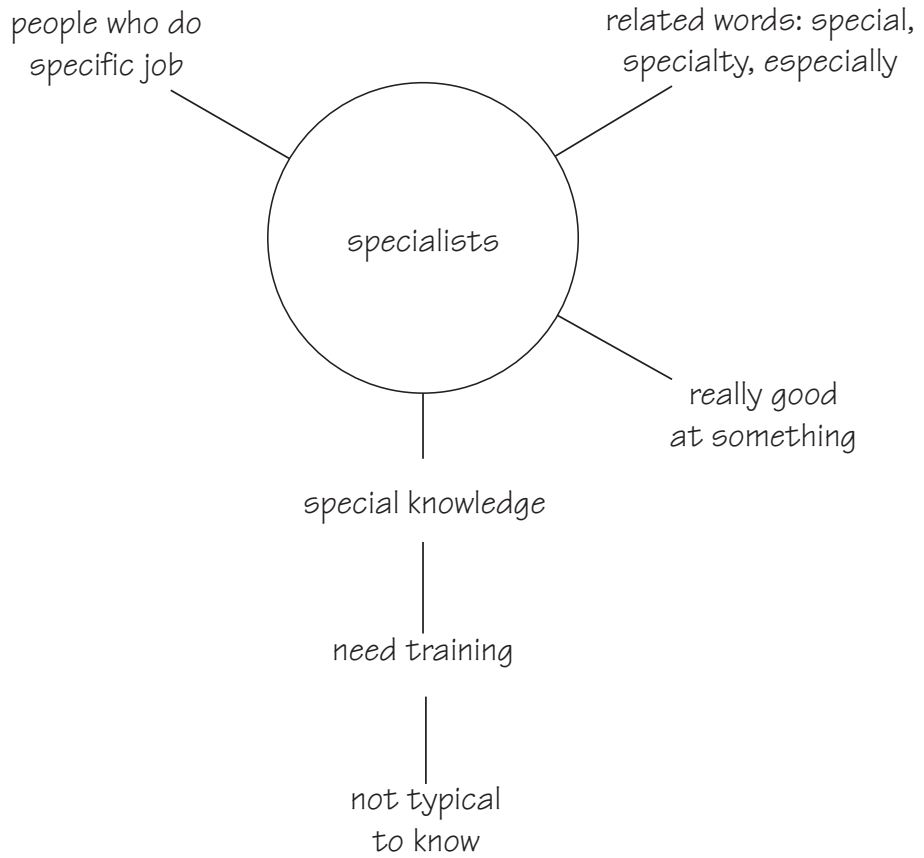 people who do
specific job
related words: special,
specialty, especially
specialists
really good
at something
special knowledge
need training
not typical
to know